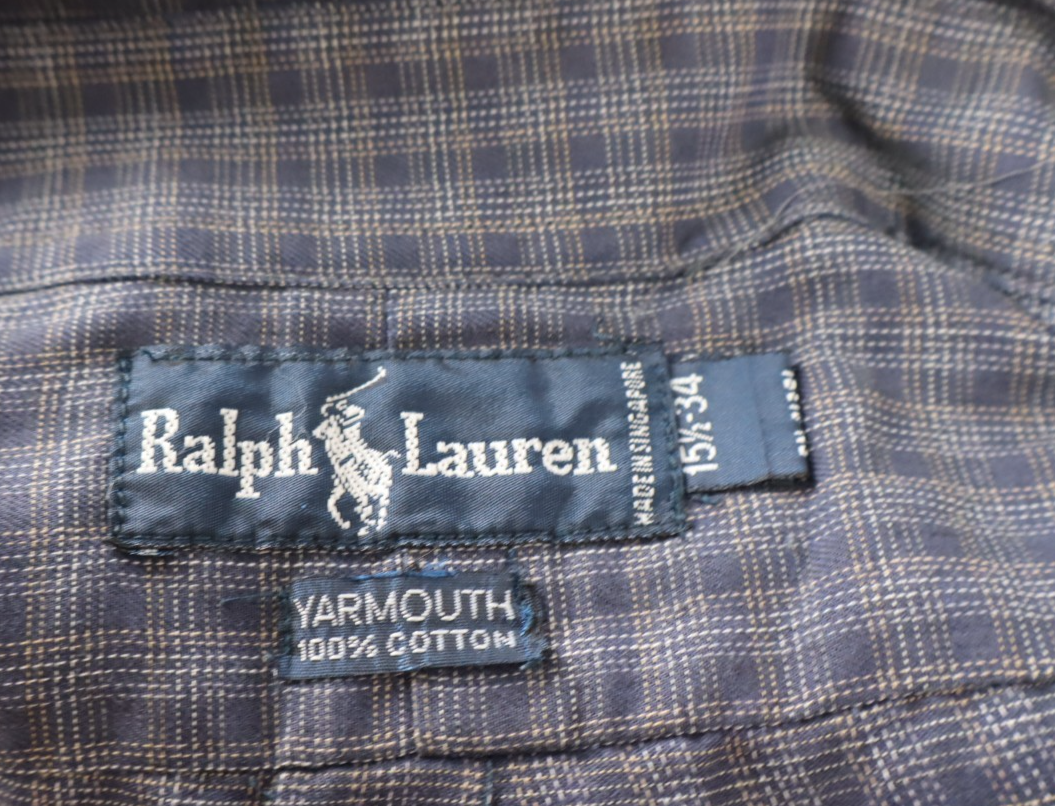 Ralph Lauren
MADE IN SINGAPORE
15½-34
YARMOUTH
100% COTTON